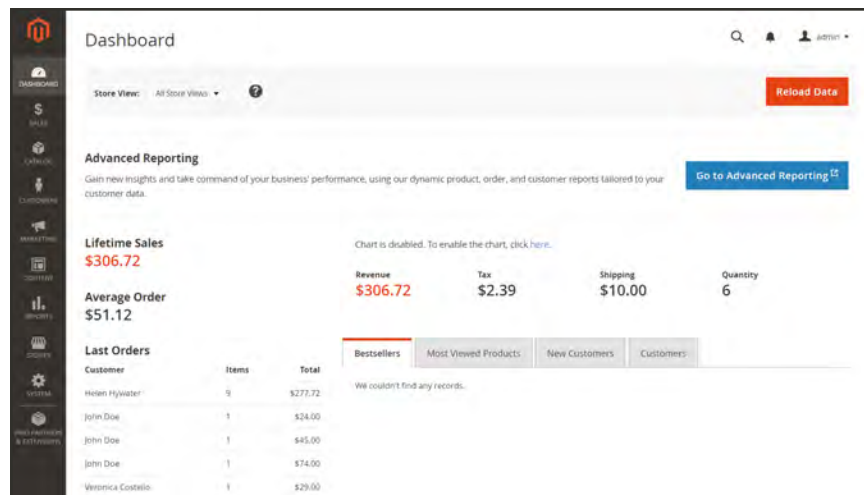 Dashboard
admin
DASHBOARD
Store View: All Store Views
?
Reload Data
$
SALES
CATALOG
Advanced Reporting
Gain new insights and take command of your business' performance, using our dynamic product, order, and customer reports tailored to your
customer data.
Go to Advanced Reporting
CUSTOMERS
MARKETING
CONTENT
REPORTS
STORES
SYSTEM
FIND PARTNERS
& EXTENSIONS
Lifetime Sales
$306.72
Average Order
$51.12
Chart is disabled. To enable the chart, click here.
Revenue Tax Shipping Quantity
$306.72 $2.39 $10.00 6
Last Orders
Customer Items Total
Helen Hywater 9 $277.72
John Doe 1 $24.00
John Doe 1 $45.00
John Doe 1 $74.00
Veronica Costello 1 $29.00
Bestsellers Most Viewed Products New Customers Customers
We couldn't find any records.